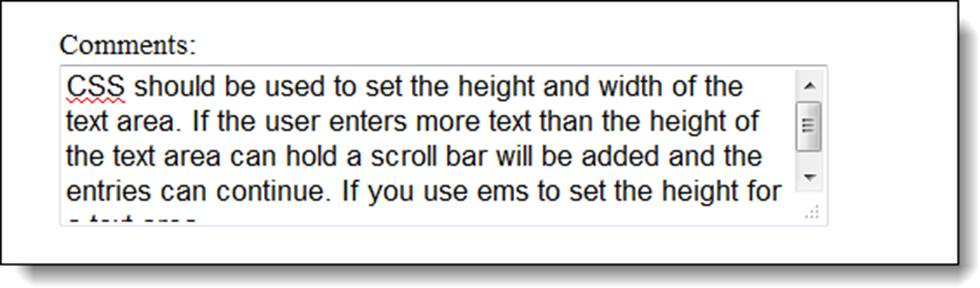 Comments:
CSS should be used to set the height and width of the
text area. If the user enters more text than the height of
the text area can hold a scroll bar will be added and the
entries can continue. If you use ems to set the height for
a text area